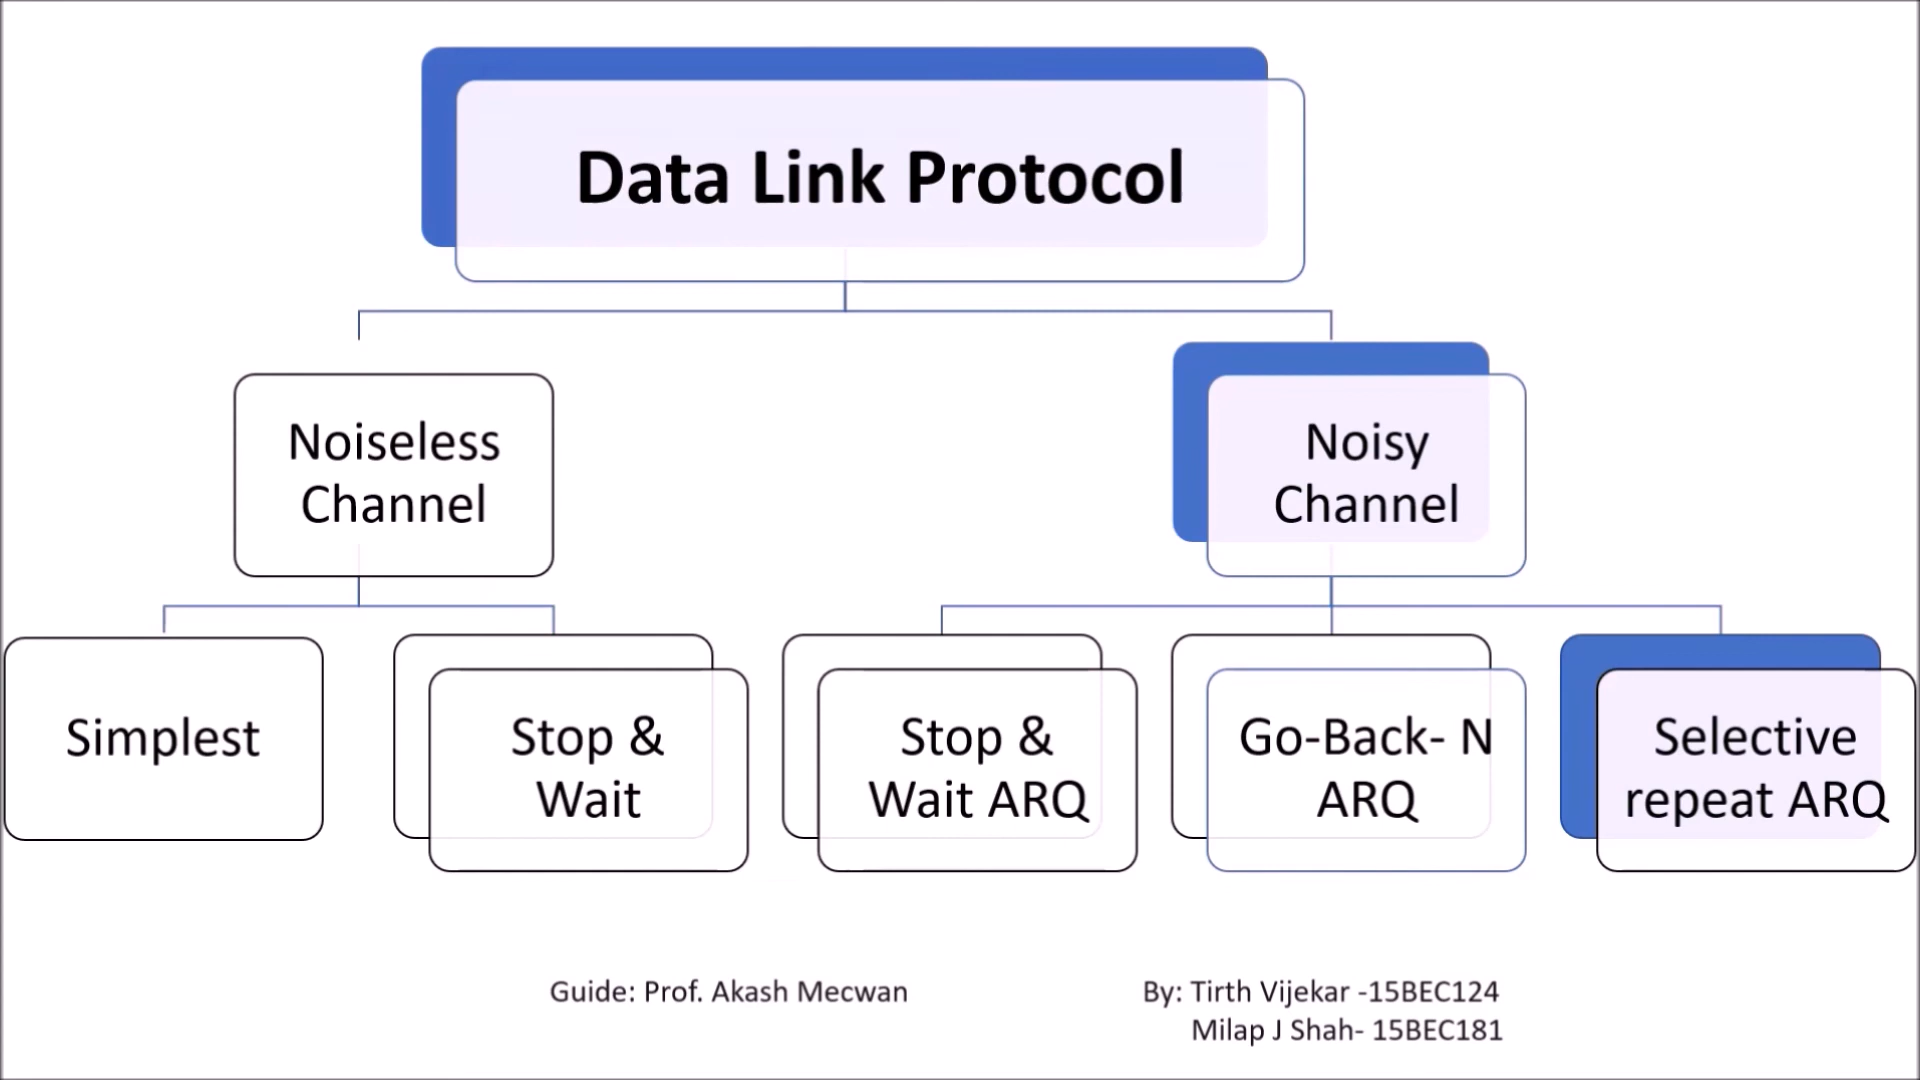 Data Link Protocol
Noiseless
Channel
Noisy
Channel
Simplest
Stop &
Wait
Stop &
Wait ARQ
Go-Back- N
ARQ
Selective
repeat ARQ
Guide: Prof. Akash Mecwan
By: Tirth Vijekar -15BEC124
Milap J Shah- 15BEC181